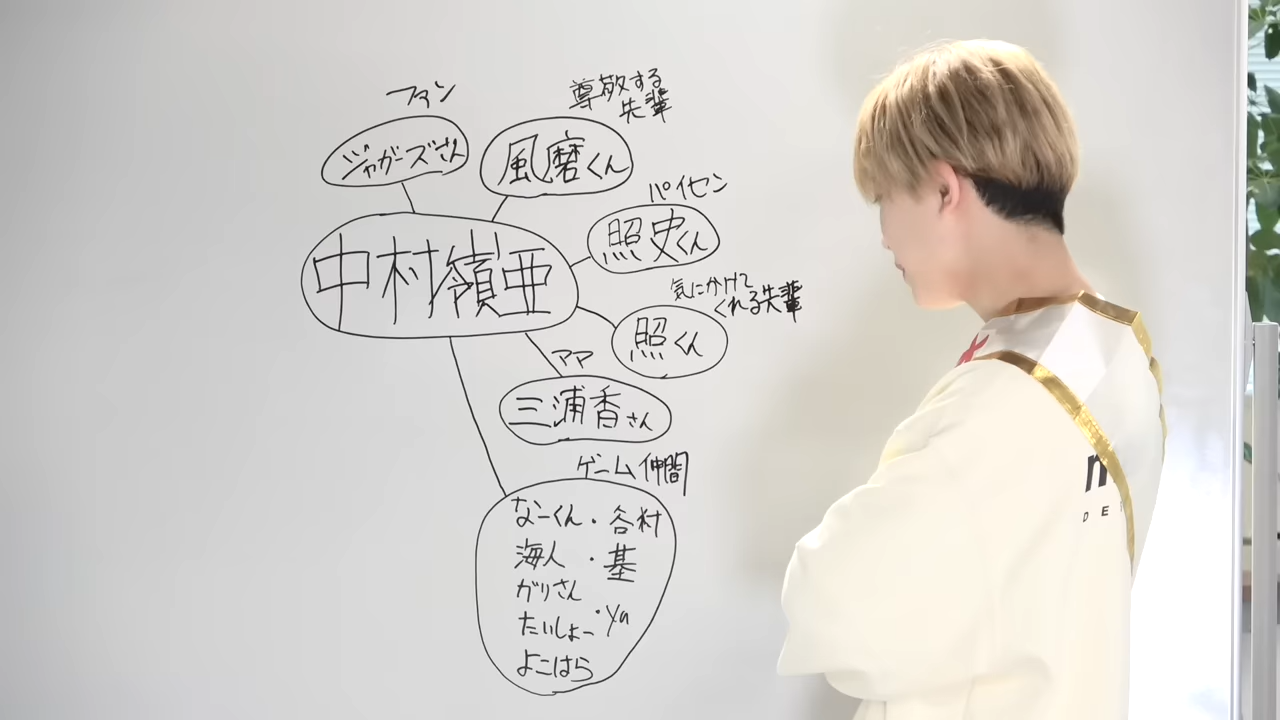 ファン
ジャガーズさん
尊敬する
先輩
風磨くん
パイセン
照史くん
中村嶺亜
気にかけて
くれる先輩
照くん
ママ
三浦香さん
ゲーム仲間
なーくん・谷村
海人・基
ガリさん
たいしょー・Ya
よこはら
n
DET